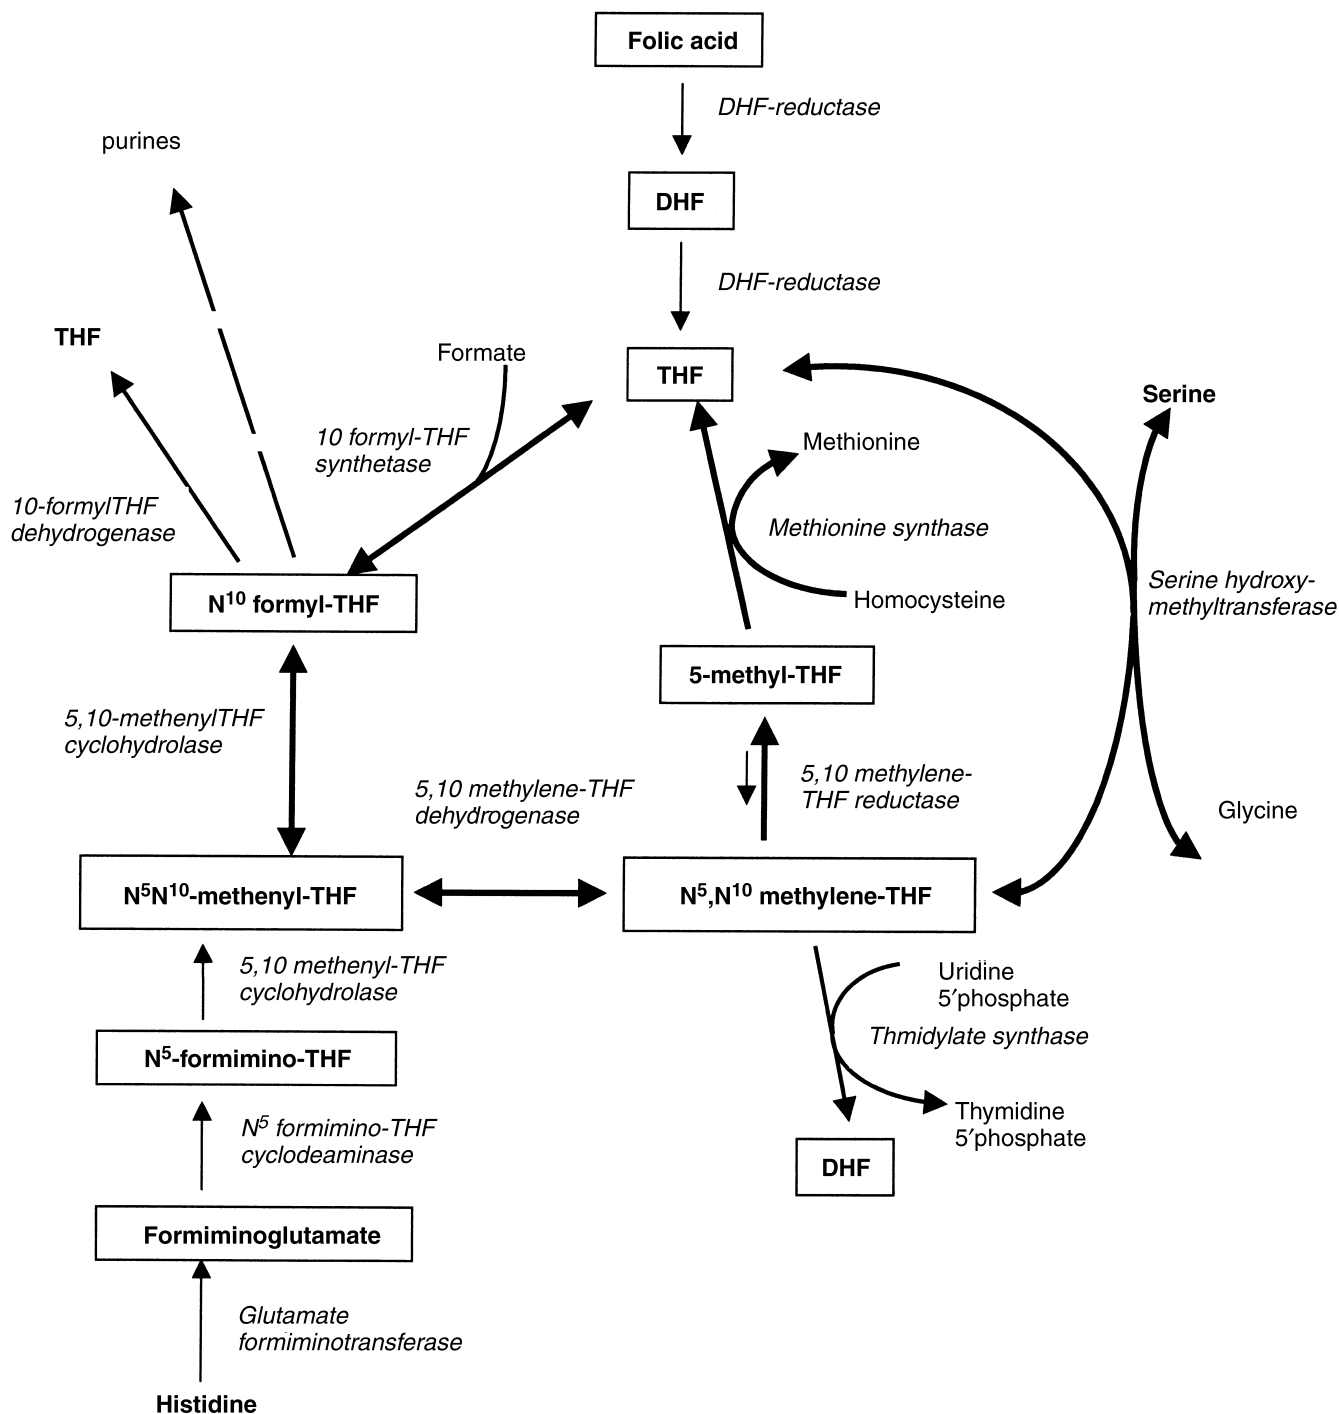 Folic acid
DHF-reductase
purines
DHF
DHF-reductase
THF
Formate
THF
Serine
10 formyl-THF
synthetase
Methionine
10-formylTHF
dehydrogenase
Methionine synthase
Serine hydroxy-
methyltransferase
N¹⁰ formyl-THF
Homocysteine
5-methyl-THF
5,10-methenylTHF
cyclohydrolase
5,10 methylene-THF
dehydrogenase
5,10 methylene-
THF reductase
Glycine
N⁵N¹⁰-methenyl-THF
N⁵,N¹⁰ methylene-THF
5,10 methenyl-THF
cyclohydrolase
Uridine
5′phosphate
Thmidylate synthase
N⁵-formimino-THF
Thymidine
5′phosphate
N⁵ formimino-THF
cyclodeaminase
DHF
Formiminoglutamate
Glutamate
formiminotransferase
Histidine